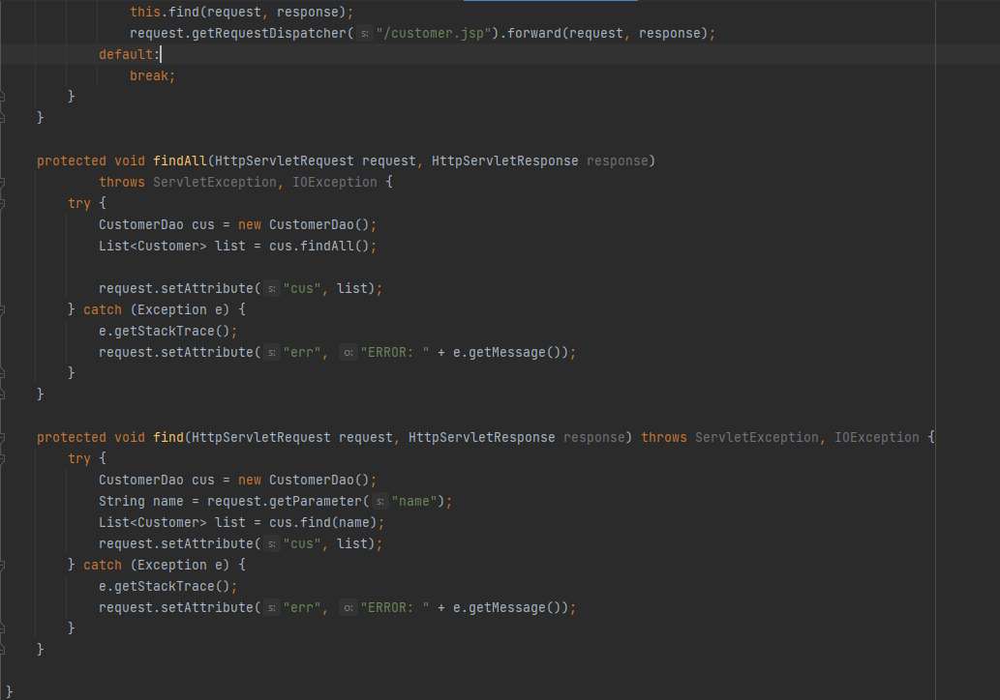 this.find(request, response);
request.getRequestDispatcher( s: "/customer.jsp").forward(request, response);
default:
break;
}
}
protected void findAll(HttpServletRequest request, HttpServletResponse response)
throws ServletException, IOException {
try {
CustomerDao cus = new CustomerDao();
List<Customer> list = cus.findAll();
request.setAttribute( s: "cus", list);
} catch (Exception e) {
e.getStackTrace();
request.setAttribute( s: "err", o: "ERROR: " + e.getMessage());
}
}
protected void find(HttpServletRequest request, HttpServletResponse response) throws ServletException, IOException {
try {
CustomerDao cus = new CustomerDao();
String name = request.getParameter( s: "name");
List<Customer> list = cus.find(name);
request.setAttribute( s: "cus", list);
} catch (Exception e) {
e.getStackTrace();
request.setAttribute( s: "err", o: "ERROR: " + e.getMessage());
}
}
}